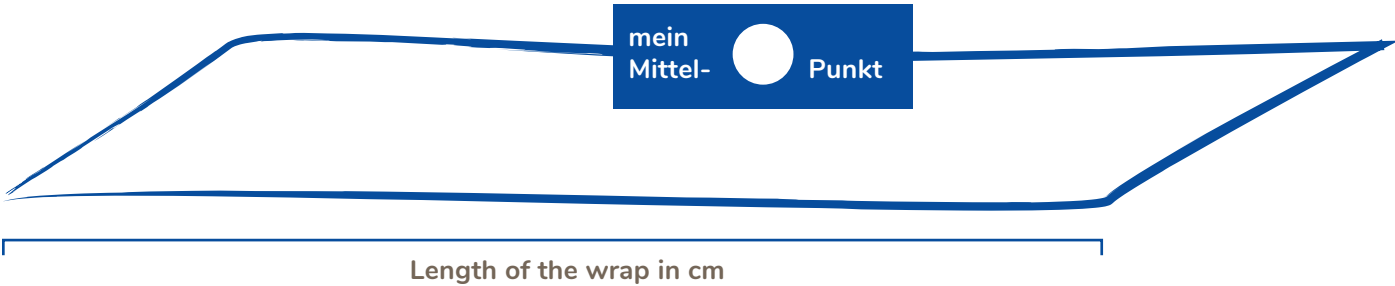 mein
Mittel- Punkt
Length of the wrap in cm